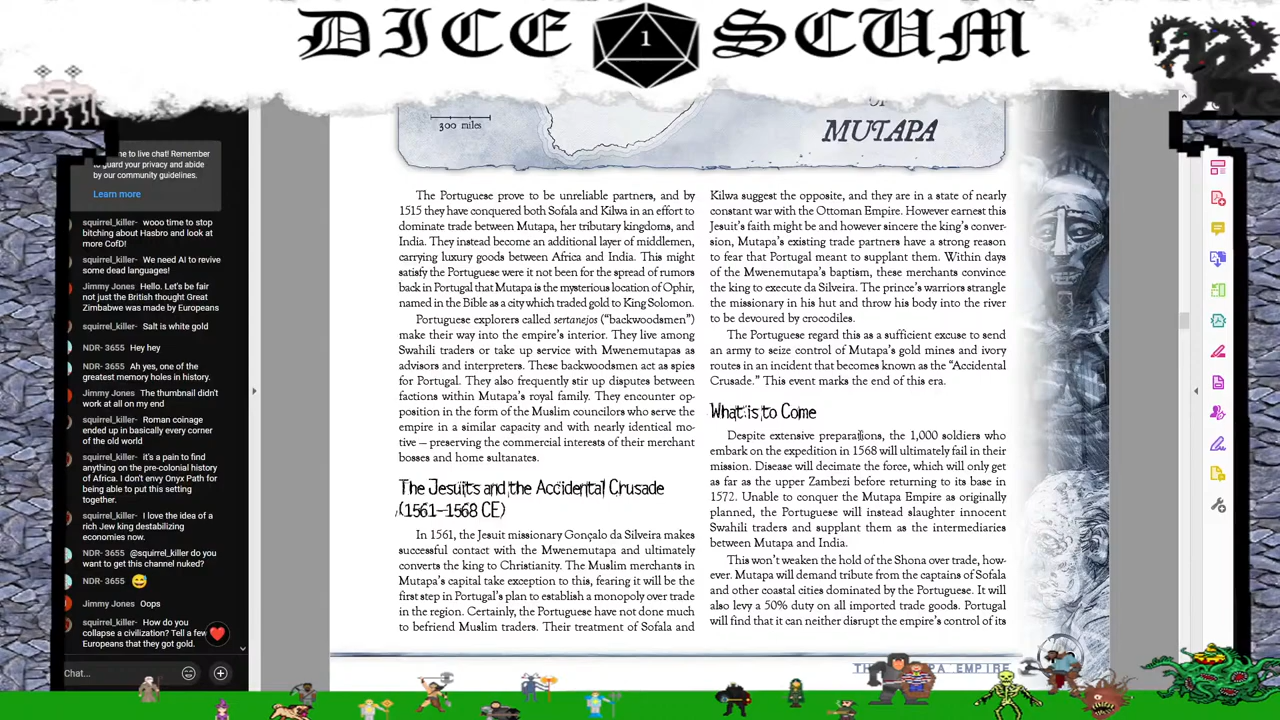 DICE 1 SCUM
me to live chat! Remember
to guard your privacy and abide
by our community guidelines.
Learn more
squirrel_killer- wooo time to stop
bitching about Hasbro and look at
more CofD!
squirrel_killer- We need AI to revive
some dead languages!
Jimmy Jones Hello. Let's be fair
not just the British thought Great
Zimbabwe was made by Europeans
squirrel_killer- Salt is white gold
NDR- 3655 Hey hey
NDR- 3655 Ah yes, one of the
greatest memory holes in history.
Jimmy Jones The thumbnail didn't
work at all on my end
squirrel_killer- Roman coinage
ended up in basically every corner
of the old world
squirrel_killer- it's a pain to find
anything on the pre-colonial history
of Africa. I don't envy Onyx Path for
being able to put this setting
together.
squirrel_killer- I love the idea of a
rich Jew king destabilizing
economies now.
NDR- 3655 @squirrel_killer do you
want to get this channel nuked?
NDR- 3655 😅
Jimmy Jones Oops
squirrel_killer- How do you
collapse a civilization? Tell a few
Europeans that they got gold.
Chat...
300 miles
OF
MUTAPA
The Portuguese prove to be unreliable partners, and by
1515 they have conquered both Sofala and Kilwa in an effort to
dominate trade between Mutapa, her tributary kingdoms, and
India. They instead become an additional layer of middlemen,
carrying luxury goods between Africa and India. This might
satisfy the Portuguese were it not been for the spread of rumors
back in Portugal that Mutapa is the mysterious location of Ophir,
named in the Bible as a city which traded gold to King Solomon.
Portuguese explorers called sertanejos ("backwoodsmen")
make their way into the empire's interior. They live among
Swahili traders or take up service with Mwenemutapas as
advisors and interpreters. These backwoodsmen act as spies
for Portugal. They also frequently stir up disputes between
factions within Mutapa's royal family. They encounter op-
position in the form of the Muslim councilors who serve the
empire in a similar capacity and with nearly identical mo-
tive – preserving the commercial interests of their merchant
bosses and home sultanates.
The Jesuits and the Accidental Crusade
(1561–1568 CE)
In 1561, the Jesuit missionary Gonçalo da Silveira makes
successful contact with the Mwenemutapa and ultimately
converts the king to Christianity. The Muslim merchants in
Mutapa's capital take exception to this, fearing it will be the
first step in Portugal's plan to establish a monopoly over trade
in the region. Certainly, the Portuguese have not done much
to befriend Muslim traders. Their treatment of Sofala and
Kilwa suggest the opposite, and they are in a state of nearly
constant war with the Ottoman Empire. However earnest this
Jesuit's faith might be and however sincere the king's conver-
sion, Mutapa's existing trade partners have a strong reason
to fear that Portugal meant to supplant them. Within days
of the Mwenemutapa's baptism, these merchants convince
the king to execute da Silveira. The prince's warriors strangle
the missionary in his hut and throw his body into the river
to be devoured by crocodiles.
The Portuguese regard this as a sufficient excuse to send
an army to seize control of Mutapa's gold mines and ivory
routes in an incident that becomes known as the "Accidental
Crusade." This event marks the end of this era.
What is to Come
Despite extensive preparations, the 1,000 soldiers who
embark on the expedition in 1568 will ultimately fail in their
mission. Disease will decimate the force, which will only get
as far as the upper Zambezi before returning to its base in
1572. Unable to conquer the Mutapa Empire as originally
planned, the Portuguese will instead slaughter innocent
Swahili traders and supplant them as the intermediaries
between Mutapa and India.
This won't weaken the hold of the Shona over trade, how-
ever. Mutapa will demand tribute from the captains of Sofala
and other coastal cities dominated by the Portuguese. It will
also levy a 50% duty on all imported trade goods. Portugal
will find that it can neither disrupt the empire's control of its
EMPIRE